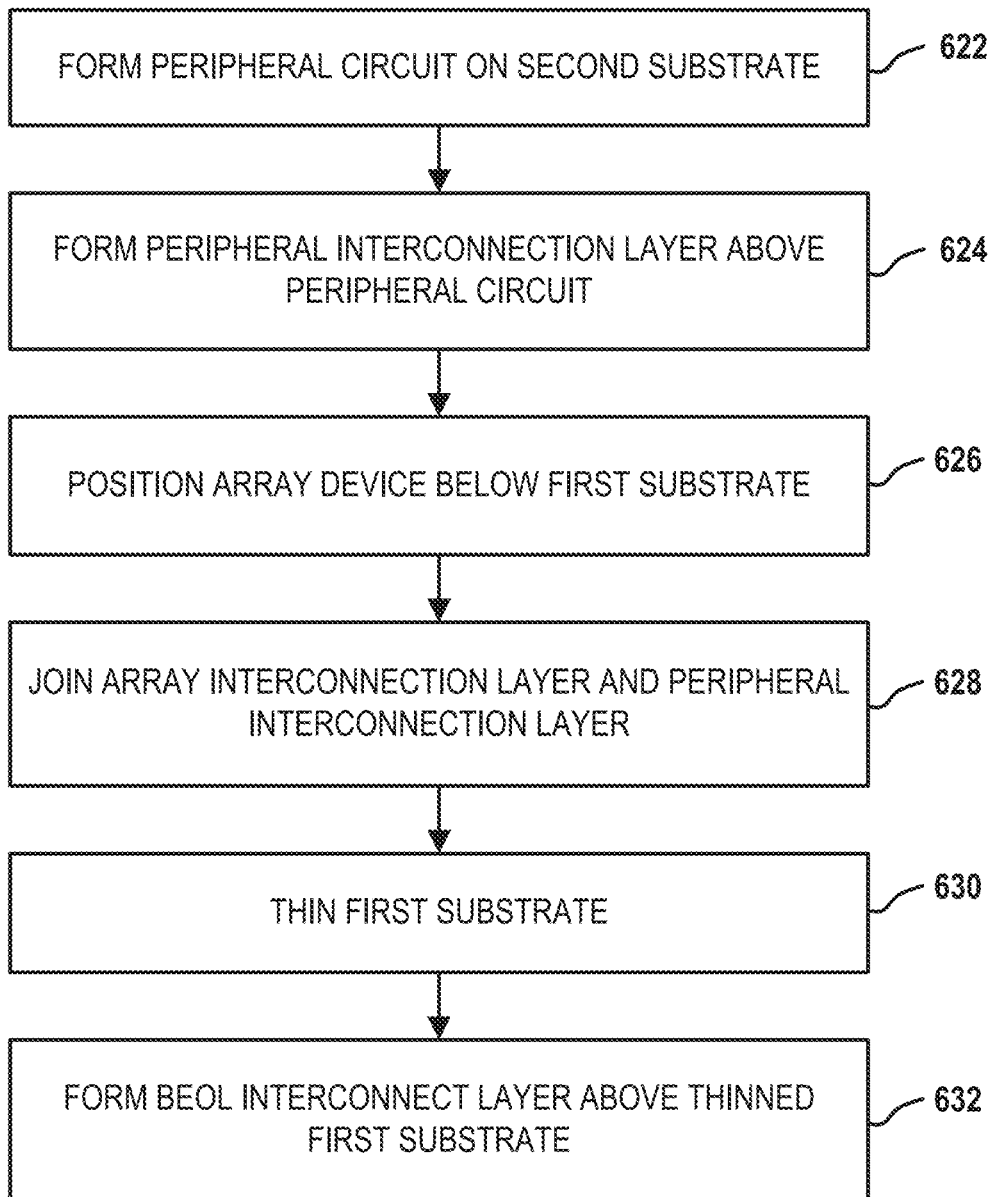 FORM PERIPHERAL CIRCUIT ON SECOND SUBSTRATE
622
FORM PERIPHERAL INTERCONNECTION LAYER ABOVE
PERIPHERAL CIRCUIT
624
POSITION ARRAY DEVICE BELOW FIRST SUBSTRATE
626
JOIN ARRAY INTERCONNECTION LAYER AND PERIPHERAL
INTERCONNECTION LAYER
628
THIN FIRST SUBSTRATE
630
FORM BEOL INTERCONNECT LAYER ABOVE THINNED
FIRST SUBSTRATE
632